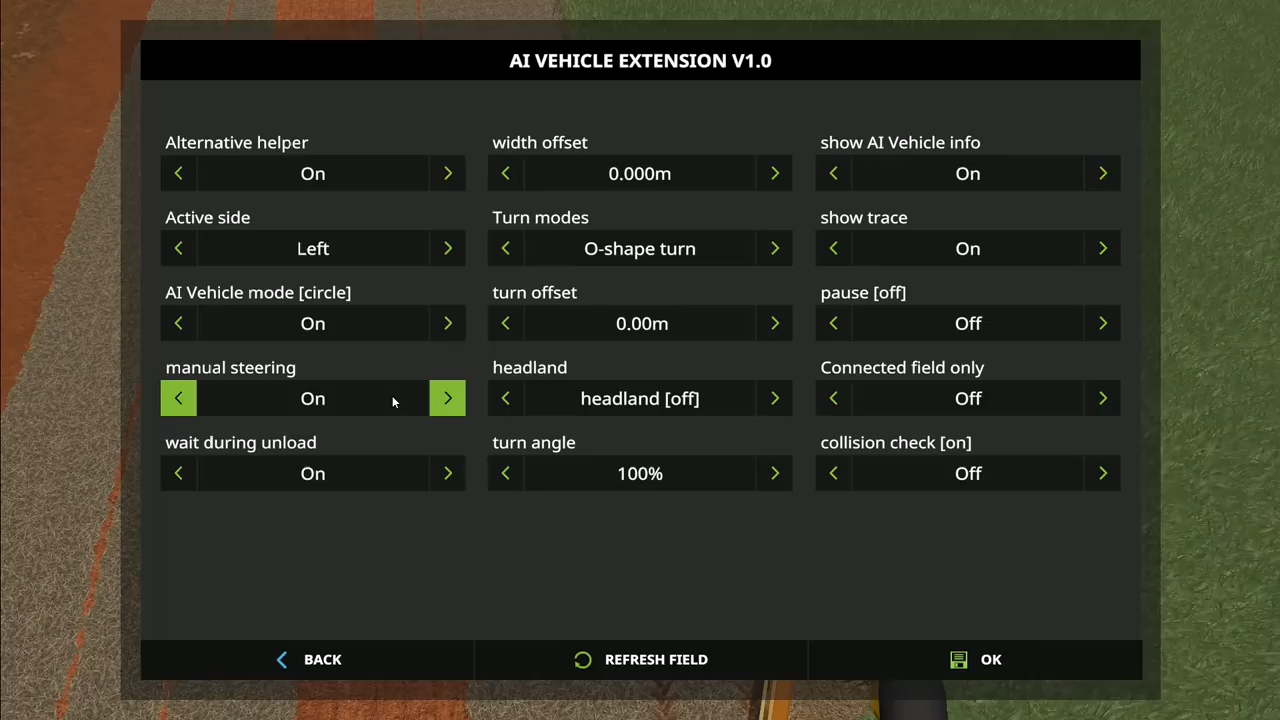 AI VEHICLE EXTENSION V1.0
Alternative helper
On
Active side
Left
AI Vehicle mode [circle]
On
manual steering
On
wait during unload
On
width offset
0.000m
Turn modes
O-shape turn
turn offset
0.00m
headland
headland [off]
turn angle
100%
show AI Vehicle info
On
show trace
On
pause [off]
Off
Connected field only
Off
collision check [on]
Off
BACK
REFRESH FIELD
OK